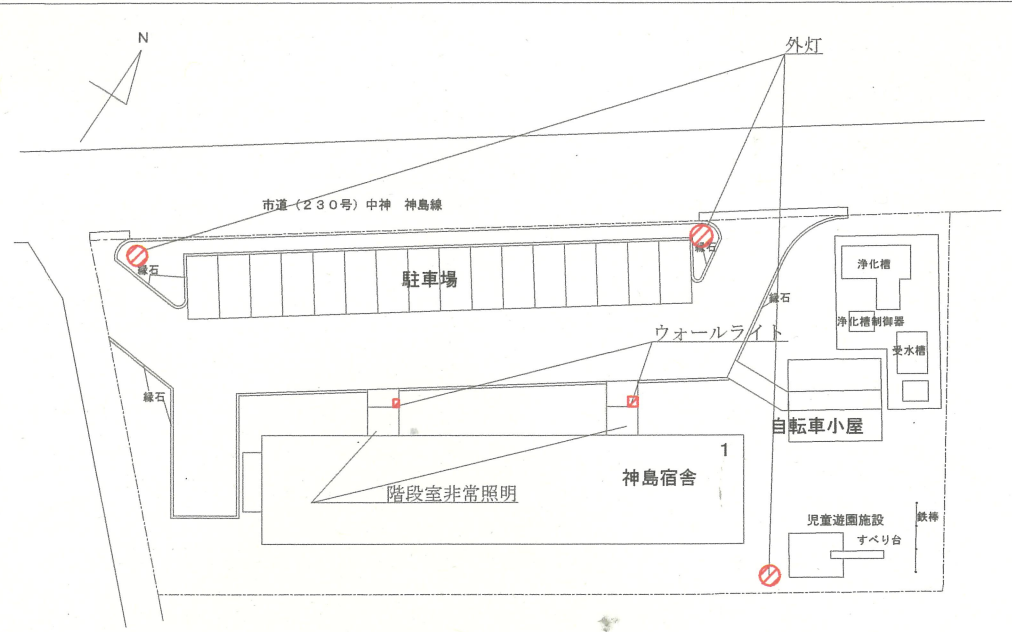 N
外灯
市道（２３０号）中神　神島線
縁石
縁石
駐車場
浄化槽
縁石
浄化槽制御器
ウォールライト
受水槽
縁石
自転車小屋
1
神島宿舎
階段室非常照明
児童遊園施設
鉄棒
すべり台